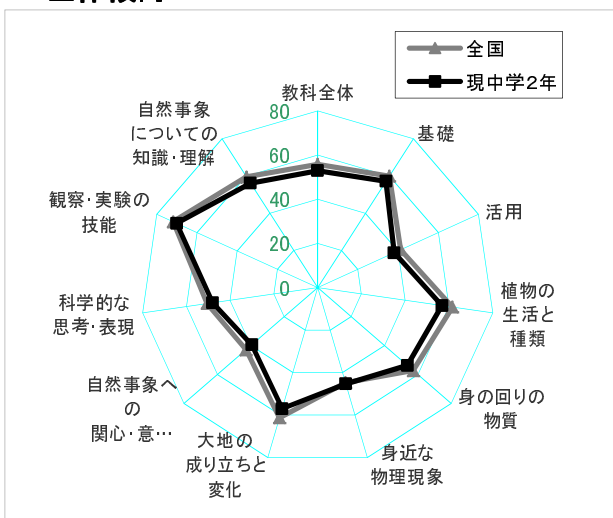 全国
現中学2年
教科全体
基礎
活用
植物の
生活と
種類
身の回りの
物質
身近な
物理現象
大地の
成り立ちと
変化
自然事象へ
の
関心・意…
科学的な
思考・表現
観察・実験の
技能
自然事象
についての
知識・理解
80
60
40
20
0